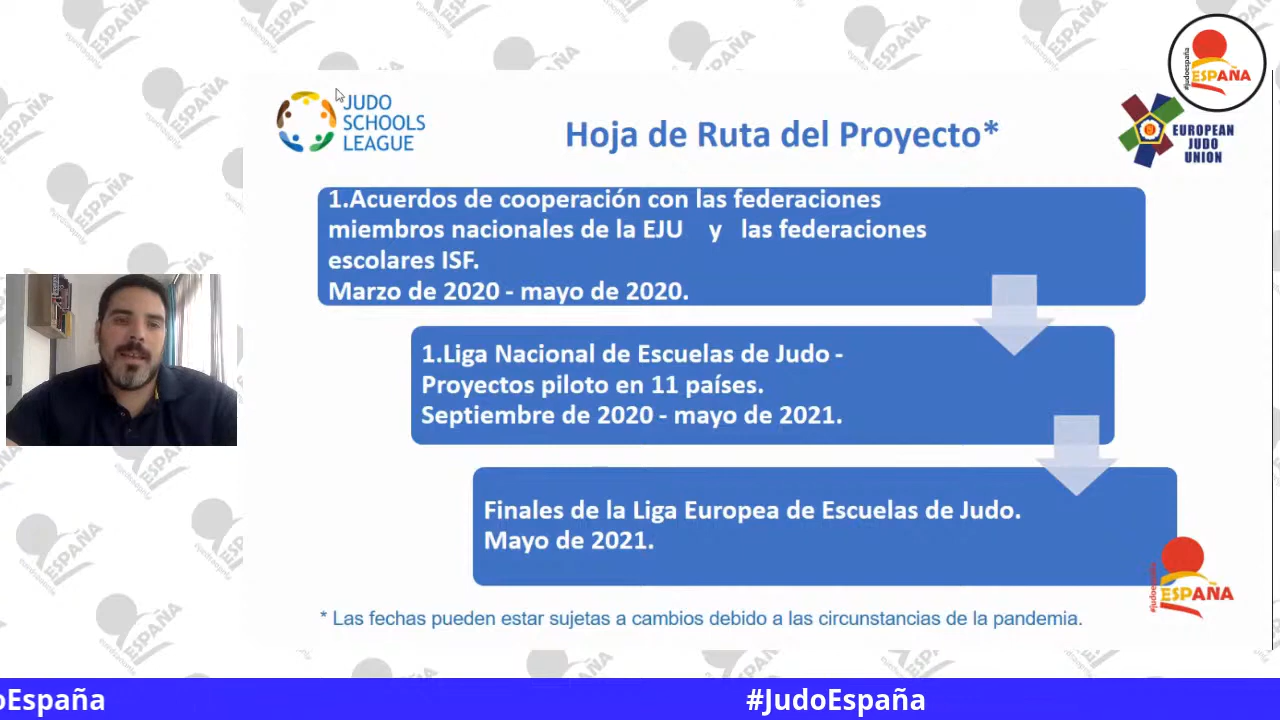 JUDO
SCHOOLS
LEAGUE
Hoja de Ruta del Proyecto*
#judoespaña
ESPAÑA
EUROPEAN
JUDO
UNION
1.Acuerdos de cooperación con las federaciones
miembros nacionales de la EJU y las federaciones
escolares ISF.
Marzo de 2020 - mayo de 2020.
1.Liga Nacional de Escuelas de Judo -
Proyectos piloto en 11 países.
Septiembre de 2020 - mayo de 2021.
Finales de la Liga Europea de Escuelas de Judo.
Mayo de 2021.
#judoespaña
ESPAÑA
* Las fechas pueden estar sujetas a cambios debido a las circunstancias de la pandemia.
oEspaña
#JudoEspaña